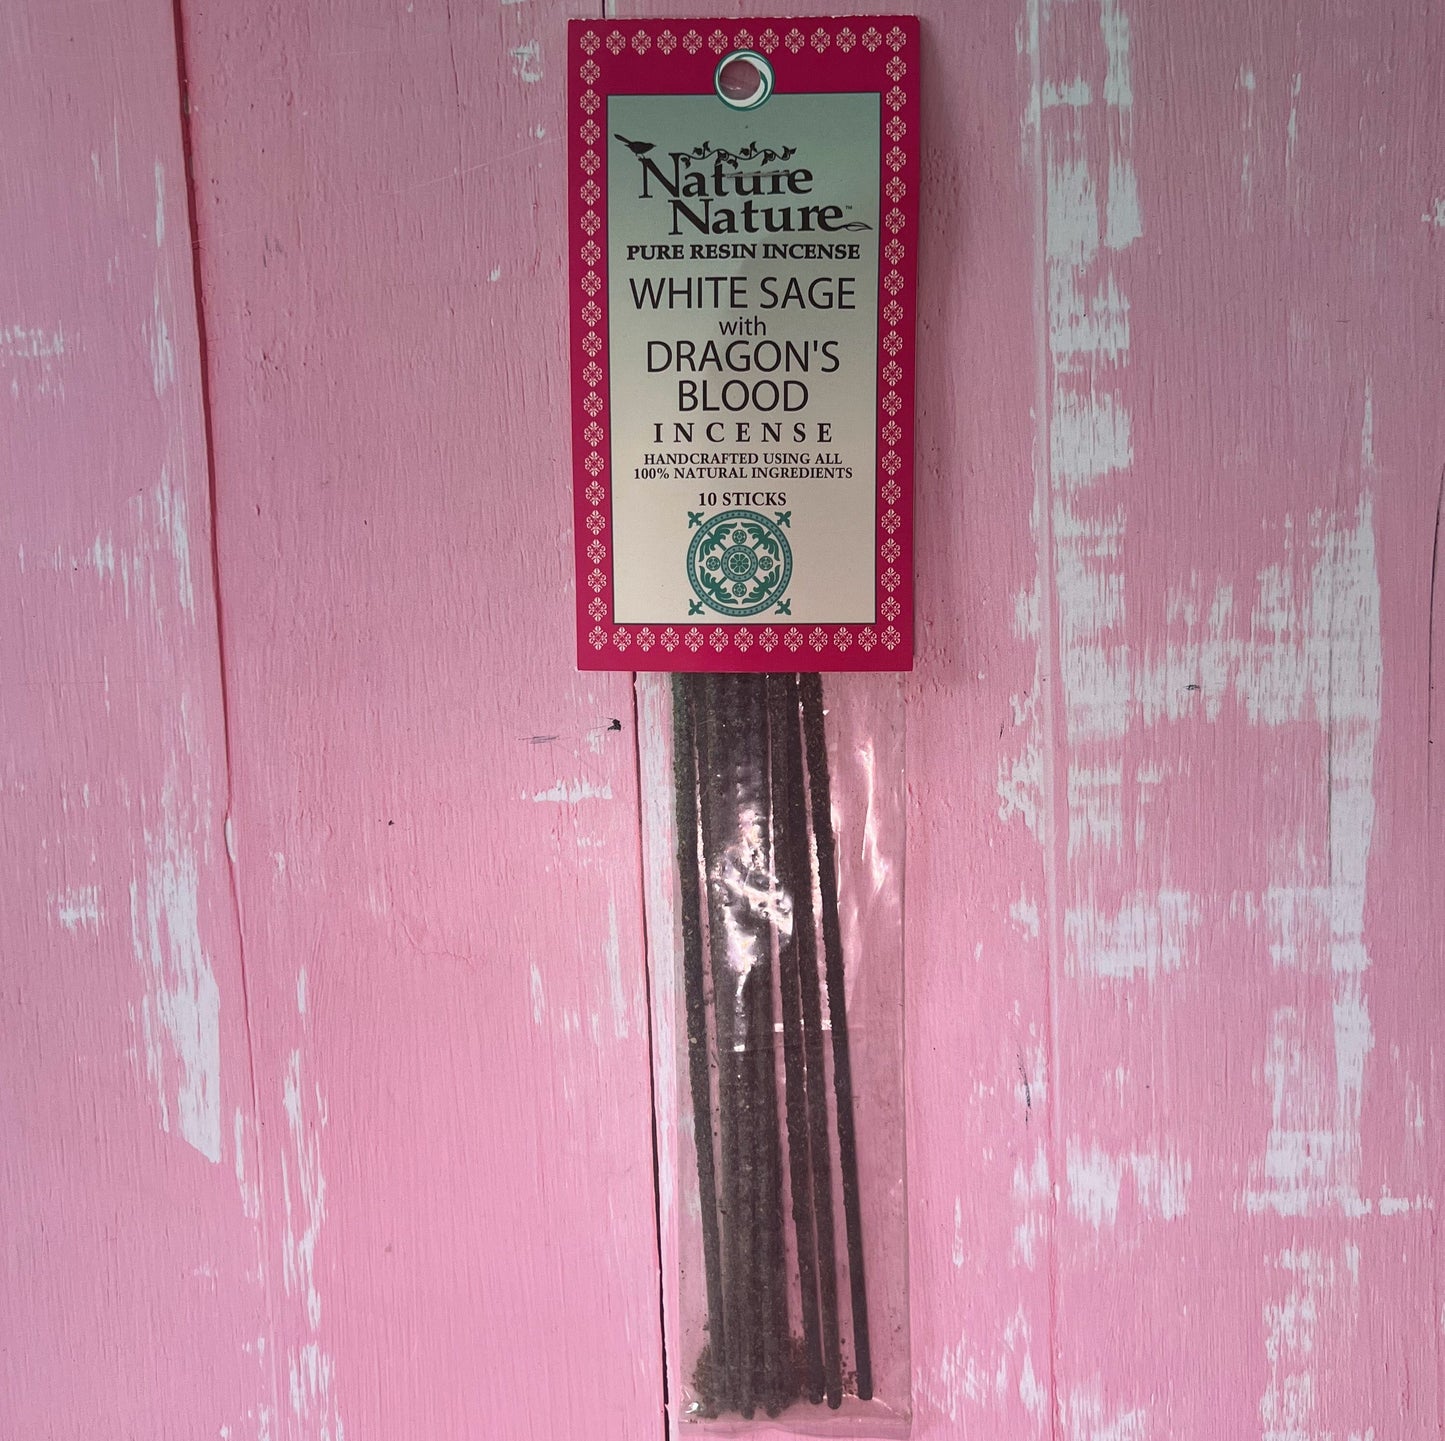 Nature
Nature™
PURE RESIN INCENSE
WHITE SAGE
with
DRAGON'S
BLOOD
INCENSE
HANDCRAFTED USING ALL
100% NATURAL INGREDIENTS
10 STICKS